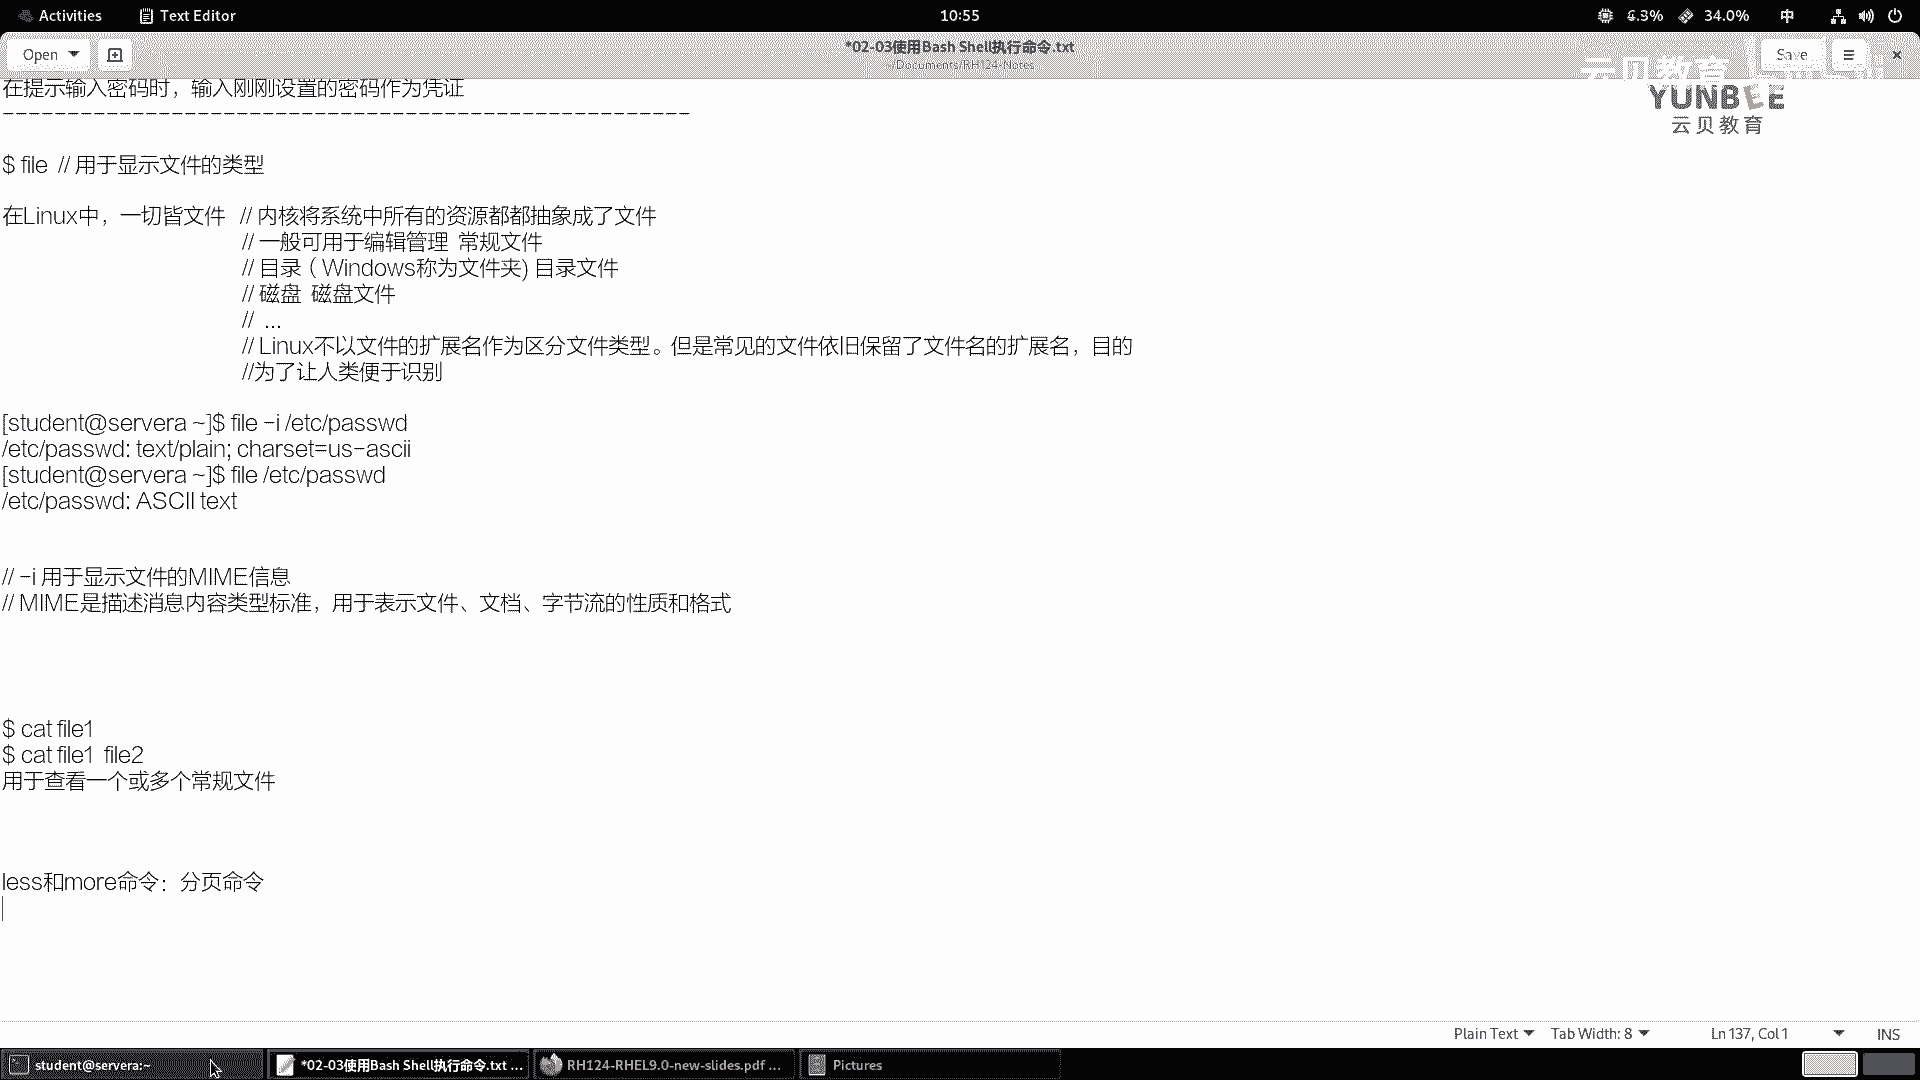 Activities
Text Editor
10:55
6.3%
34.0%
中
Open
*02-03使用Bash Shell执行命令.txt
~/Documents/RH124-Notes
Save
云贝教育
YUNBEE
云贝教育
在提示输入密码时，输入刚刚设置的密码作为凭证
-----------------------------------------------------
$ file  // 用于显示文件的类型
在Linux中，一切皆文件  // 内核将系统中所有的资源都都抽象成了文件
// 一般可用于编辑管理  常规文件
// 目录（ Windows称为文件夹) 目录文件
// 磁盘  磁盘文件
//  ...
// Linux不以文件的扩展名作为区分文件类型。但是常见的文件依旧保留了文件名的扩展名，目的
//为了让人类便于识别
[student@servera ~]$ file -i /etc/passwd
/etc/passwd: text/plain; charset=us-ascii
[student@servera ~]$ file /etc/passwd
/etc/passwd: ASCII text
// -i 用于显示文件的MIME信息
// MIME是描述消息内容类型标准，用于表示文件、文档、字节流的性质和格式
$ cat file1
$ cat file1  file2
用于查看一个或多个常规文件
less和more命令：分页命令
Plain Text
Tab Width: 8
Ln 137, Col 1
INS
student@servera:~
*02-03使用Bash Shell执行命令.txt ...
RH124-RHEL9.0-new-slides.pdf ...
Pictures